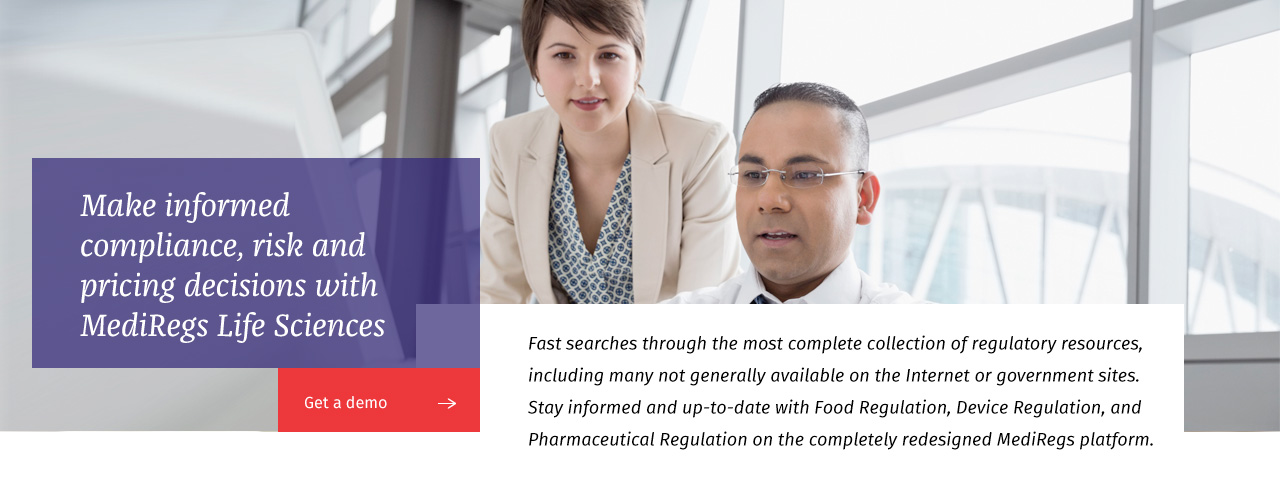 Make informed
compliance, risk and
pricing decisions with
MediRegs Life Sciences
Get a demo
Fast searches through the most complete collection of regulatory resources,
including many not generally available on the Internet or government sites.
Stay informed and up-to-date with Food Regulation, Device Regulation, and
Pharmaceutical Regulation on the completely redesigned MediRegs platform.